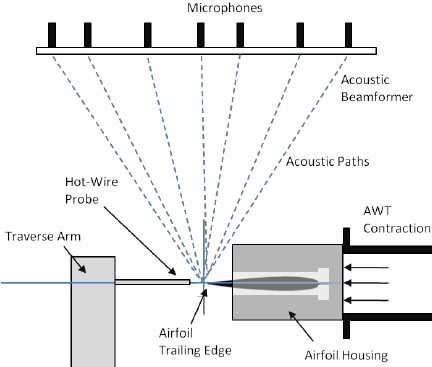 Microphones
Acoustic
Beamformer
Acoustic Paths
Hot-Wire
Probe
AWT
Contraction
Traverse Arm
Airfoil
Trailing Edge
Airfoil Housing